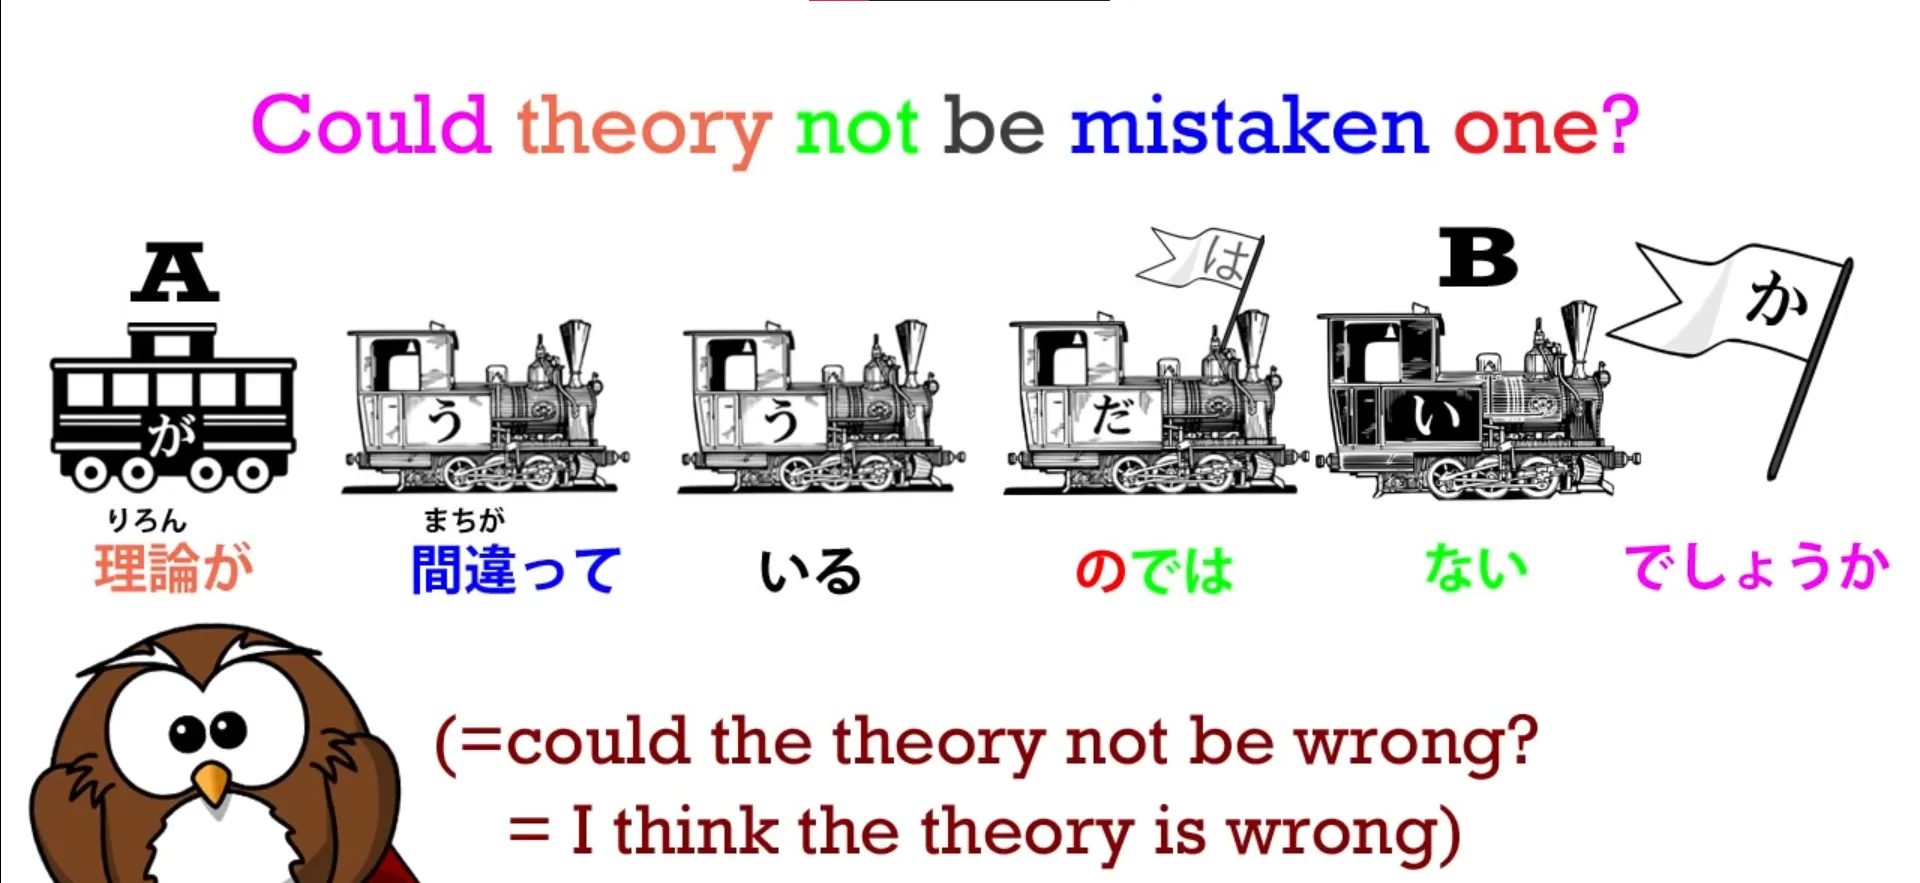 Could theory not be mistaken one?
A
B
は
か
が
う
う
だ
い
りろん
まちが
理論が 間違って いる のでは ない でしょうか
(=could the theory not be wrong?
= I think the theory is wrong)